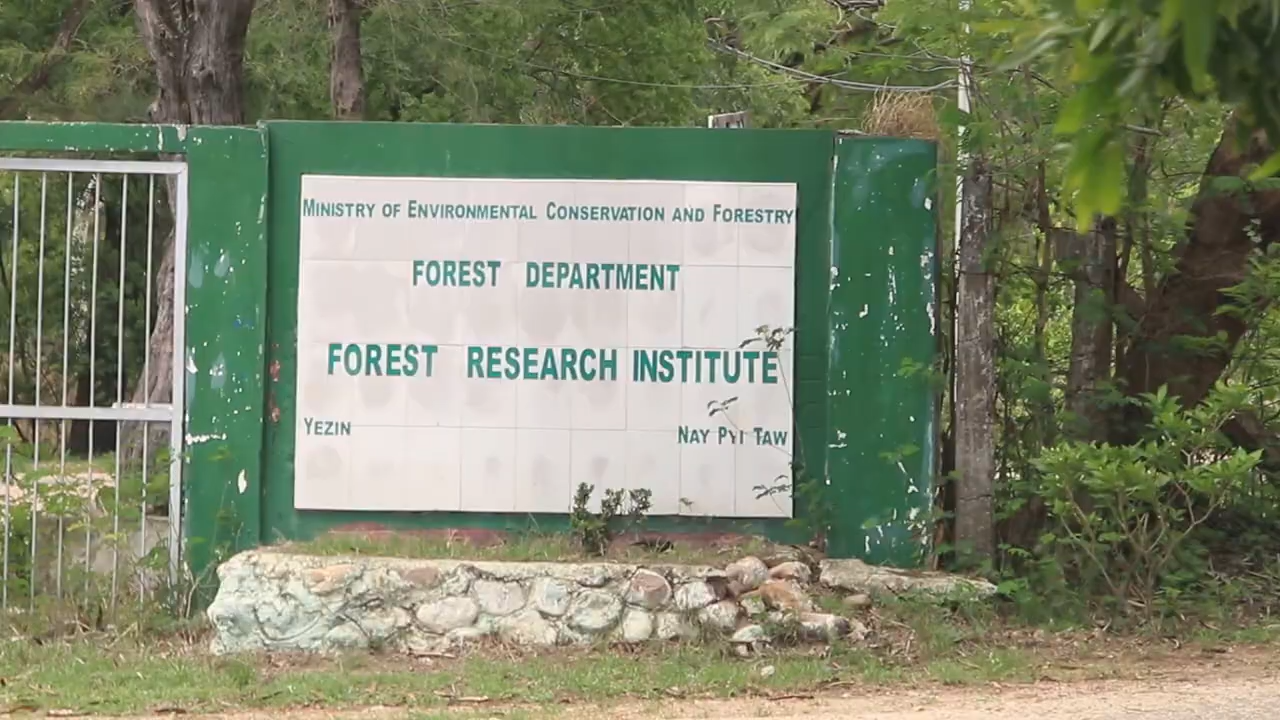 Ministry of Environmental Conservation and Forestry
FOREST DEPARTMENT
FOREST RESEARCH INSTITUTE
Yezin Nay Pyi Taw